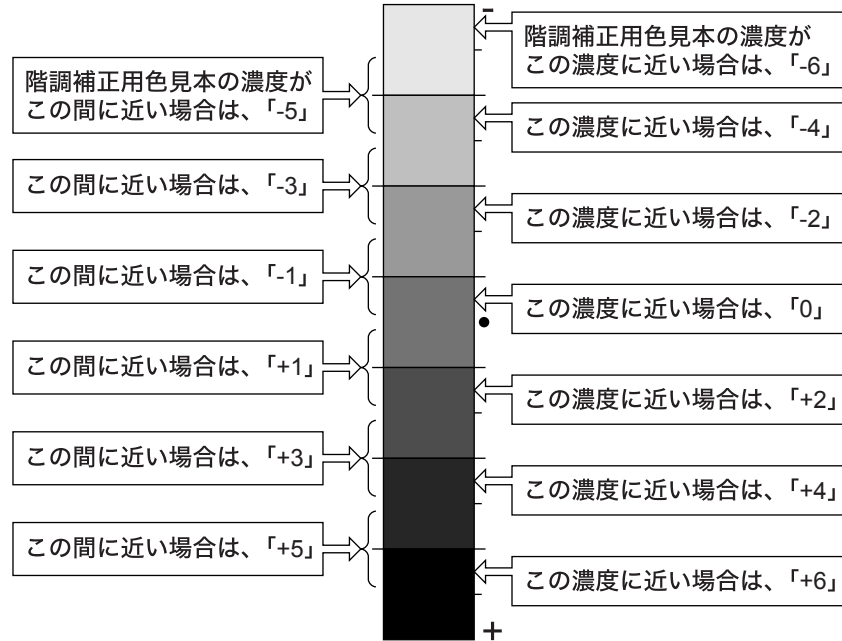 -
階調補正用色見本の濃度が
この濃度に近い場合は、「-6」
階調補正用色見本の濃度が
この間に近い場合は、「-5」
この濃度に近い場合は、「-4」
この間に近い場合は、「-3」
この濃度に近い場合は、「-2」
この間に近い場合は、「-1」
この濃度に近い場合は、「0」
この間に近い場合は、「+1」
この濃度に近い場合は、「+2」
この間に近い場合は、「+3」
この濃度に近い場合は、「+4」
この間に近い場合は、「+5」
この濃度に近い場合は、「+6」
+